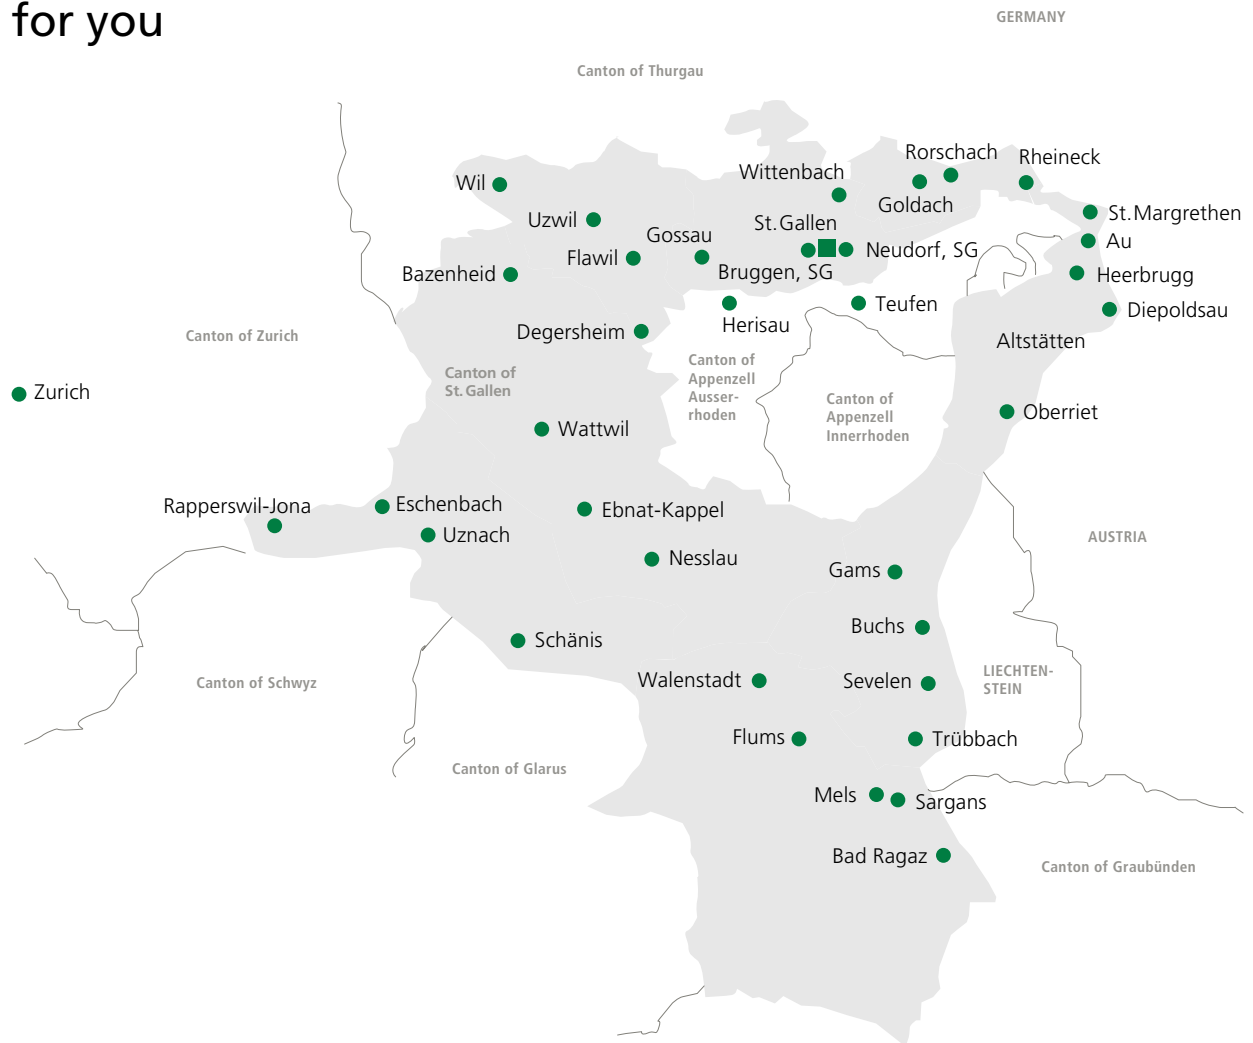 for you
GERMANY
Canton of Thurgau
Rorschach
Rheineck
Wittenbach
Wil
Goldach
St. Margrethen
Uzwil
St. Gallen
Gossau
Au
Neudorf, SG
Flawil
Bruggen, SG
Bazenheid
Heerbrugg
Teufen
Diepoldsau
Herisau
Degersheim
Canton of Zurich
Altstätten
Canton of
Appenzell
Ausser-
rhoden
Canton of
St. Gallen
Zurich
Canton of
Appenzell
Innerrhoden
Oberriet
Wattwil
Rapperswil-Jona
Eschenbach
Ebnat-Kappel
Uznach
AUSTRIA
Nesslau
Gams
Buchs
Schänis
LIECHTEN-
STEIN
Canton of Schwyz
Walenstadt
Sevelen
Flums
Trübbach
Canton of Glarus
Mels
Sargans
Bad Ragaz
Canton of Graubünden